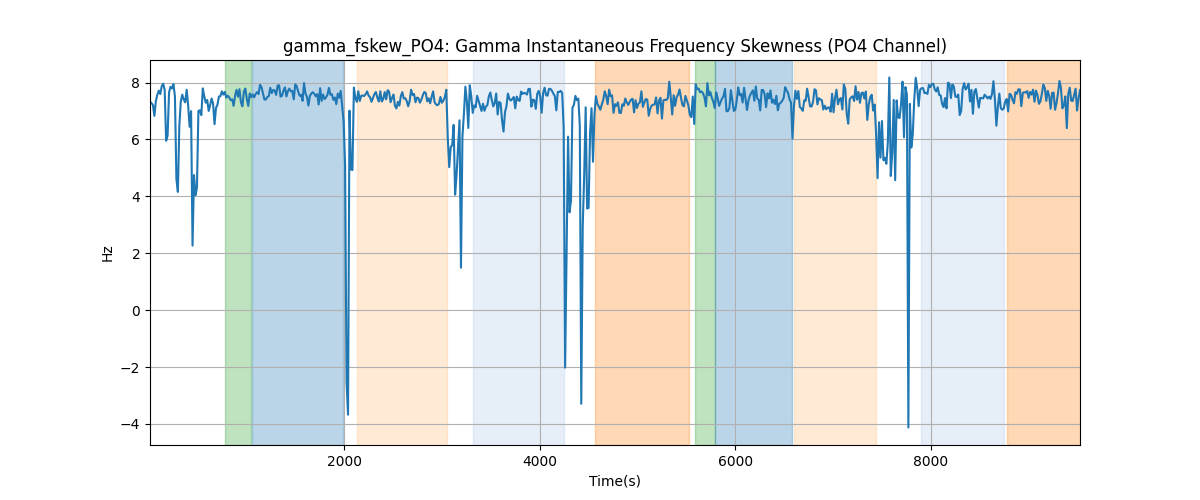 gamma_fskew_PO4: Gamma Instantaneous Frequency Skewness (PO4 Channel)
8
6
4
2
0
−2
−4
Hz
2000 4000 6000 8000
Time(s)